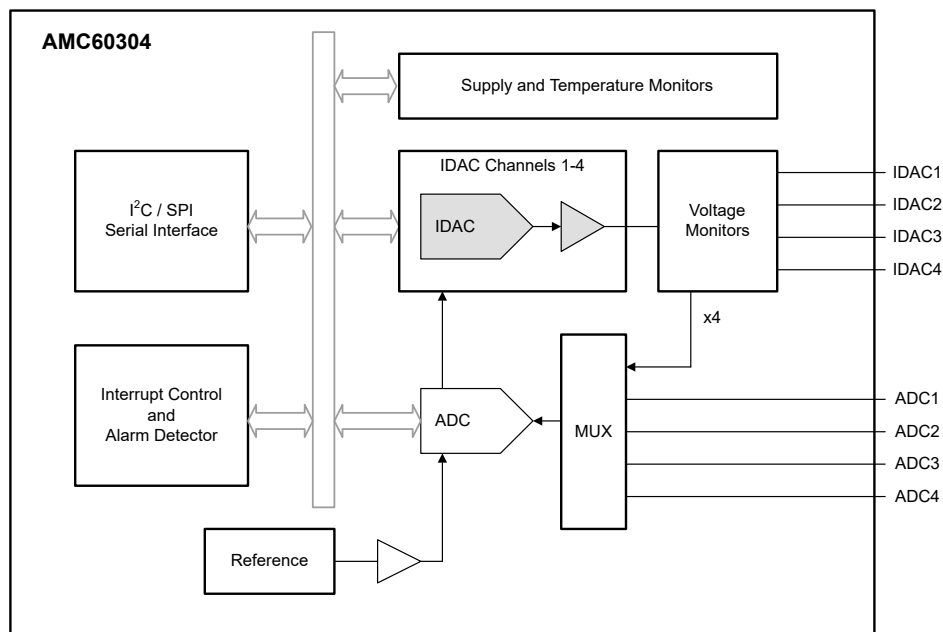 AMC60304
Supply and Temperature Monitors
I²C / SPI
Serial Interface
IDAC Channels 1-4
IDAC
Voltage
Monitors
IDAC1
IDAC2
IDAC3
IDAC4
x4
Interrupt Control
and
Alarm Detector
ADC
MUX
ADC1
ADC2
ADC3
ADC4
Reference